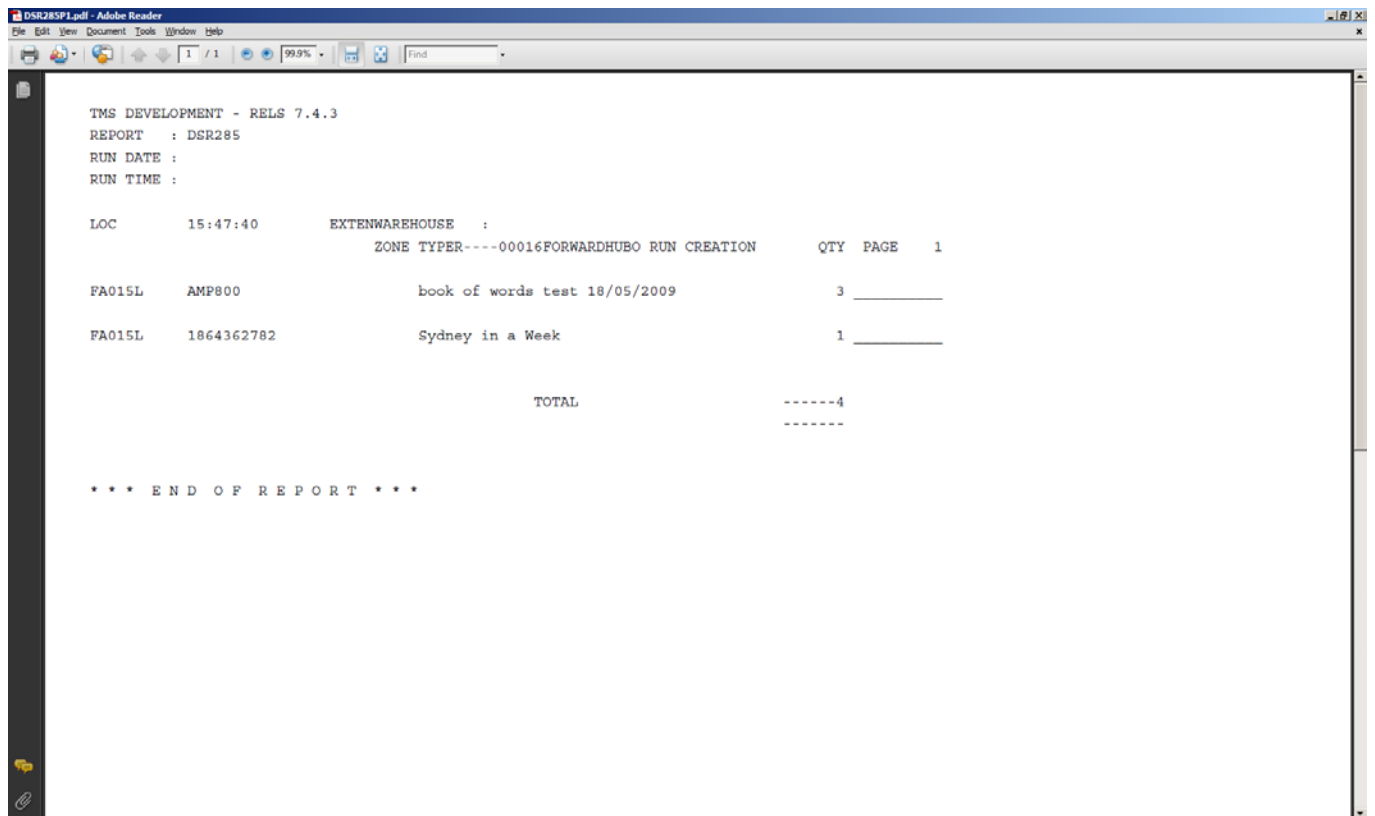 DSR285P1.pdf - Adobe Reader
File Edit View Document Tools Window Help
1 / 1 99.9% Find
TMS DEVELOPMENT - RELS 7.4.3
REPORT : DSR285
RUN DATE :
RUN TIME :
LOC 15:47:40 EXTENWAREHOUSE :
ZONE TYPER----00016FORWARDHUBO RUN CREATION QTY PAGE 1
FA015L AMP800 book of words test 18/05/2009 3 __________
FA015L 1864362782 Sydney in a Week 1 __________
TOTAL ------4
-------
* * * E N D O F R E P O R T * * *